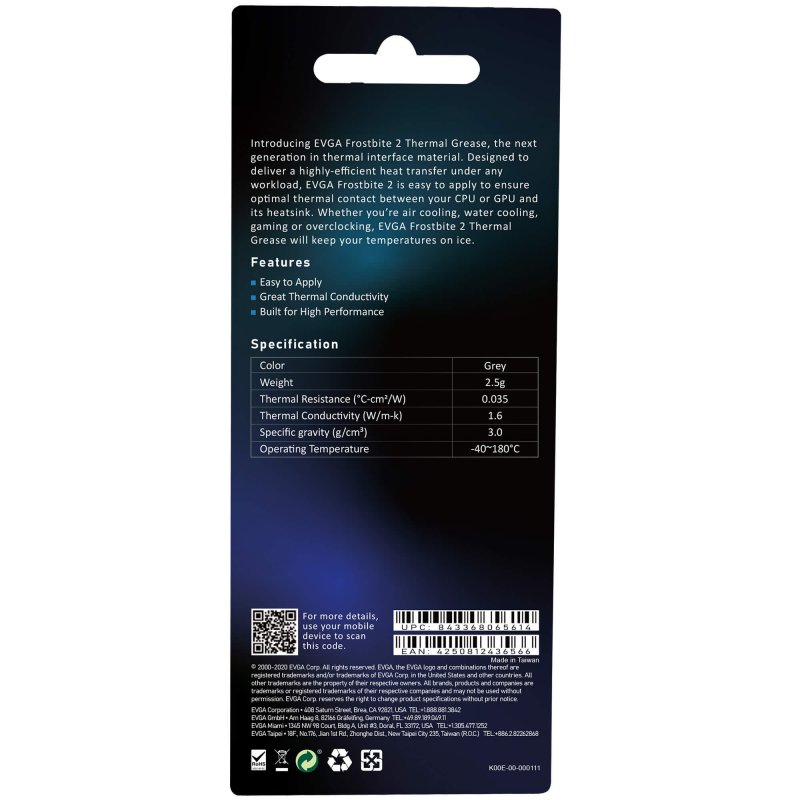 Introducing EVGA Frostbite 2 Thermal Grease, the next
generation in thermal interface material. Designed to
deliver a highly-efficient heat transfer under any
workload, EVGA Frostbite 2 is easy to apply to ensure
optimal thermal contact between your CPU or GPU and
its heatsink. Whether you're air cooling, water cooling,
gaming or overclocking, EVGA Frostbite 2 Thermal
Grease will keep your temperatures on ice.
Features
Easy to Apply
Great Thermal Conductivity
Built for High Performance
Specification
Color Grey
Weight 2.5g
Thermal Resistance (°C-cm²/W) 0.035
Thermal Conductivity (W/m-k) 1.6
Specific gravity (g/cm³) 3.0
Operating Temperature -40~180°C
For more details,
use your mobile
device to scan
this code.
UPC: 843368065614
EAN: 4250812436566
Made in Taiwan
© 2000-2020 EVGA Corp. All rights reserved. EVGA, the EVGA logo and combinations thereof are
registered trademarks and/or trademarks of EVGA Corp. in the United States and other countries. All
other trademarks are the property of their respective owners. All brands, products and companies are
trademarks or registered trademarks of their respective companies and may not be used without
permission. EVGA Corp. reserves the right to change product specifications without prior notice.
EVGA Corporation • 408 Saturn Street, Brea, CA 92821, USA TEL:+1.888.881.3842
EVGA GmbH • Am Haag 8, 82166 Gräfelfing, Germany TEL:+49.89.189.049.11
EVGA Miami • 1345 NW 98 Court, Bldg A, Unit #3, Doral, FL 33172, USA TEL:+1.305.477.1252
EVGA Taipei • 18F., No.176, Jian 1st Rd., Zhonghe Dist., New Taipei City 235, Taiwan (R.O.C.) TEL:+886.2.82262868
RoHS
K00E-00-000111